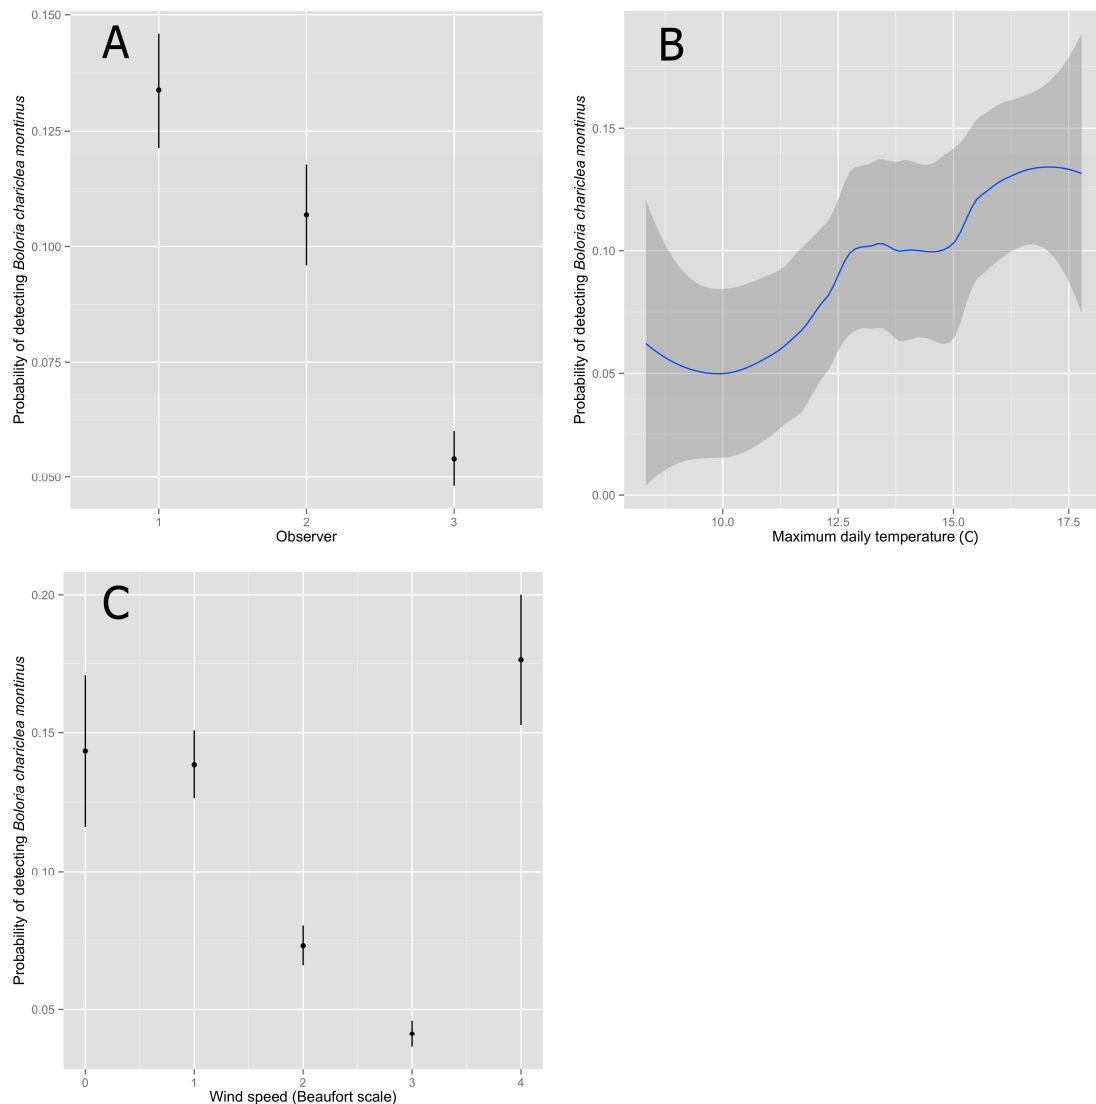 A
Probability of detecting Boloria chariclea montinus
0.150
0.125
0.100
0.075
0.050
1 2 3
Observer
B
Probability of detecting Boloria chariclea montinus
0.15
0.10
0.05
0.00
10.0 12.5 15.0 17.5
Maximum daily temperature (C)
C
Probability of detecting Boloria chariclea montinus
0.20
0.15
0.10
0.05
0 1 2 3 4
Wind speed (Beaufort scale)